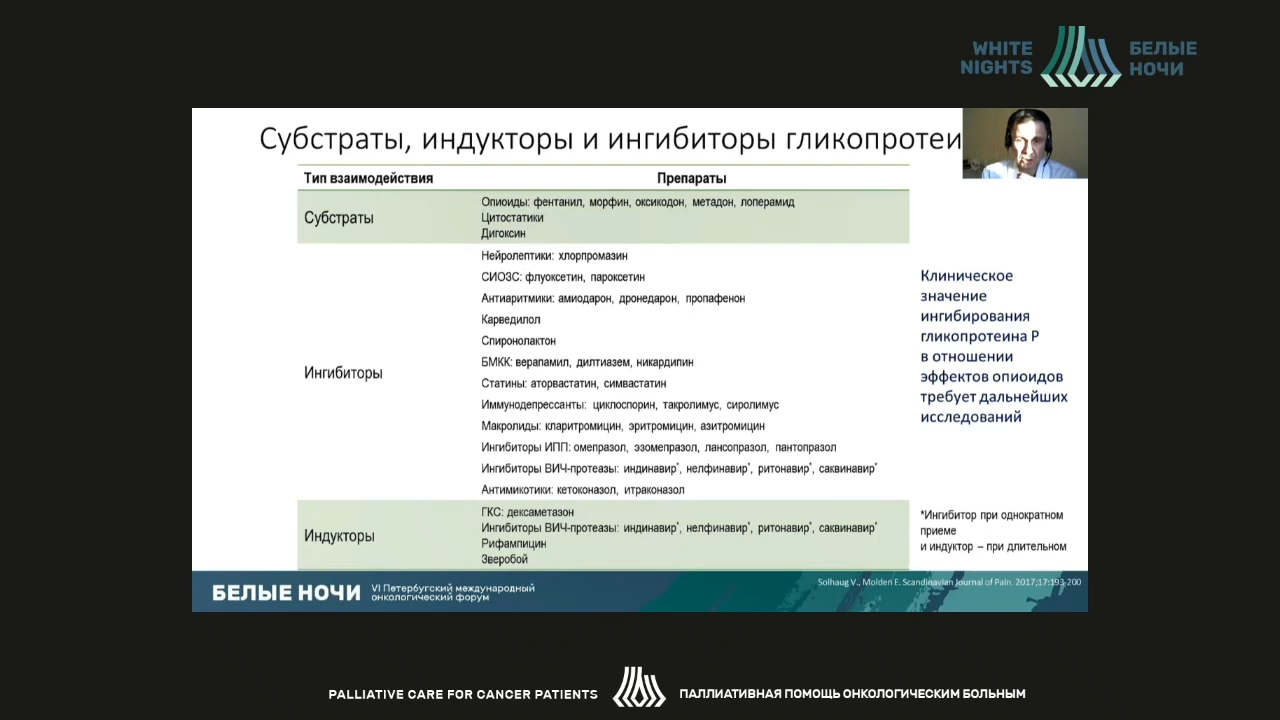 WHITE
NIGHTS
БЕЛЫЕ
НОЧИ
Субстраты, индукторы и ингибиторы гликопротеи
Тип взаимодействия
Препараты
Субстраты
Опиоиды: фентанил, морфин, оксикодон, метадон, лоперамид
Цитостатики
Дигоксин
Ингибиторы
Нейролептики: хлорпромазин
СИОЗС: флуоксетин, пароксетин
Антиаритмики: амиодарон, дронедарон, пропафенон
Карведилол
Спиронолактон
БМКК: верапамил, дилтиазем, никардипин
Статины: аторвастатин, симвастатин
Иммунодепрессанты: циклоспорин, такролимус, сиролимус
Макролиды: кларитромицин, эритромицин, азитромицин
Ингибиторы ИПП: омепразол, эзомепразол, лансопразол, пантопразол
Ингибиторы ВИЧ-протеазы: индинавир*, нелфинавир*, ритонавир*, саквинавир*
Антимикотики: кетоконазол, итраконазол
Индукторы
ГКС: дексаметазон
Ингибиторы ВИЧ-протеазы: индинавир*, нелфинавир*, ритонавир*, саквинавир*
Рифампицин
Зверобой
Клиническое
значение
ингибирования
гликопротеина Р
в отношении
эффектов опиоидов
требует дальнейших
исследований
*Ингибитор при однократном
приеме
и индуктор – при длительном
Solhaug V., Molden E. Scandinavian Journal of Pain. 2017;17:193-200
БЕЛЫЕ НОЧИ
VI Петербугский международный
онкологический форум
PALLIATIVE CARE FOR CANCER PATIENTS
ПАЛЛИАТИВНАЯ ПОМОЩЬ ОНКОЛОГИЧЕСКИМ БОЛЬНЫМ